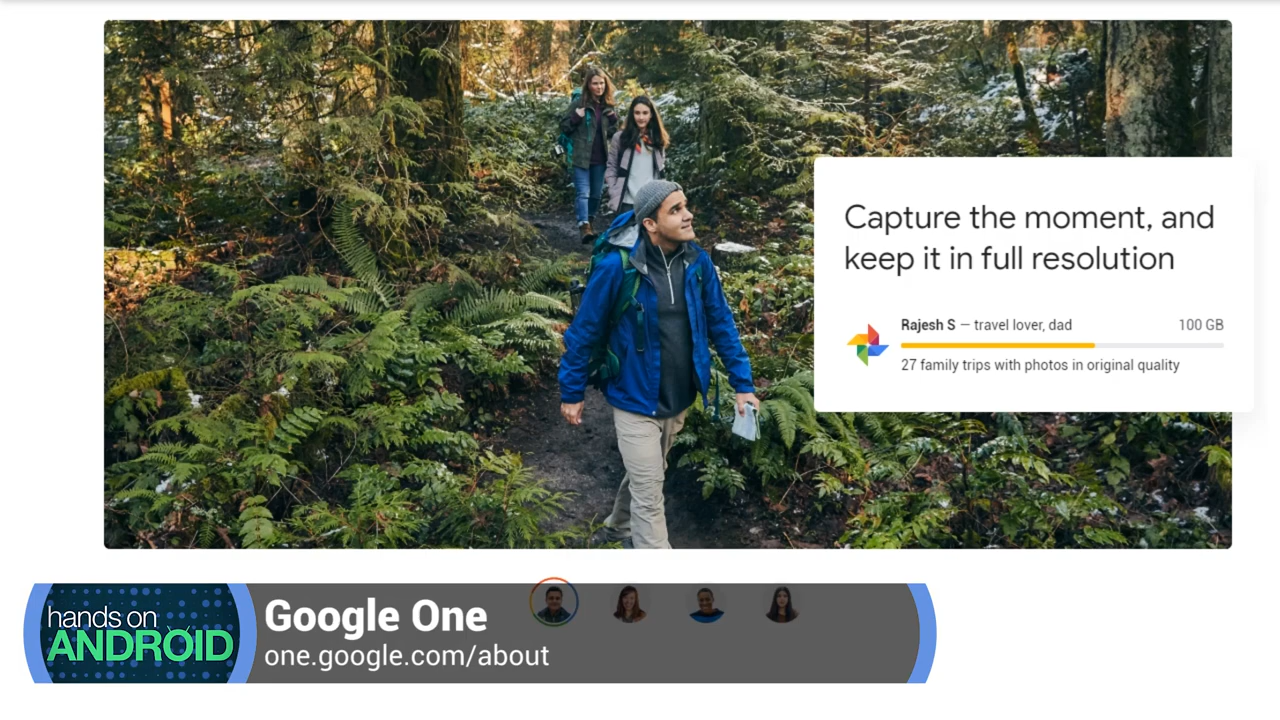 Capture the moment, and
keep it in full resolution
Rajesh S — travel lover, dad
100 GB
27 family trips with photos in original quality
hands on
ANDROID
Google One
one.google.com/about